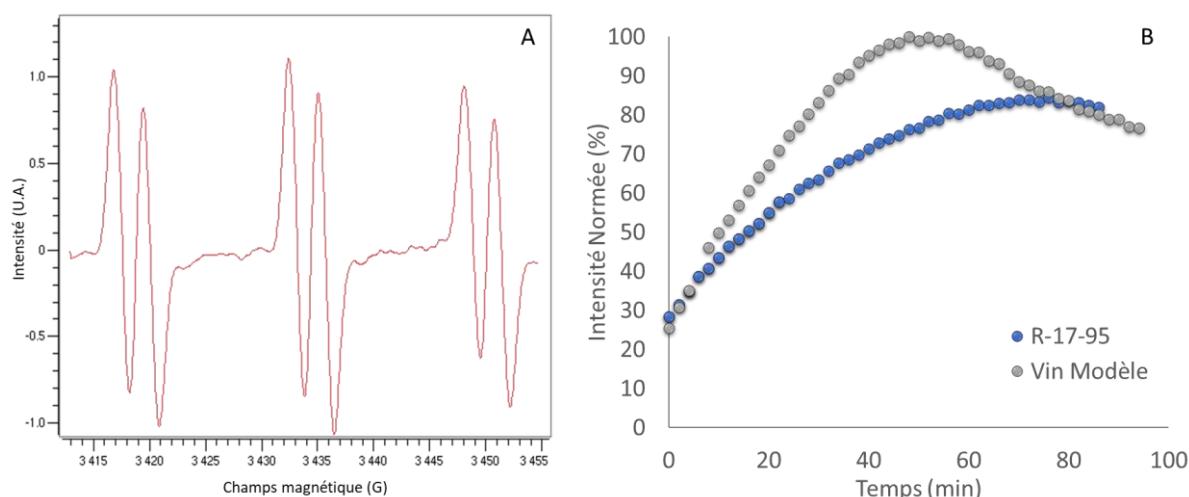 A
Intensité (U.A.)
1.0
0.5
0
-0.5
-1.0
3 415 3 420 3 425 3 430 3 435 3 440 3 445 3 450 3 455
Champs magnétique (G)
B
Intensité Normée (%)
100
90
80
70
60
50
40
30
20
10
0
R-17-95
Vin Modèle
0 20 40 60 80 100
Temps (min)